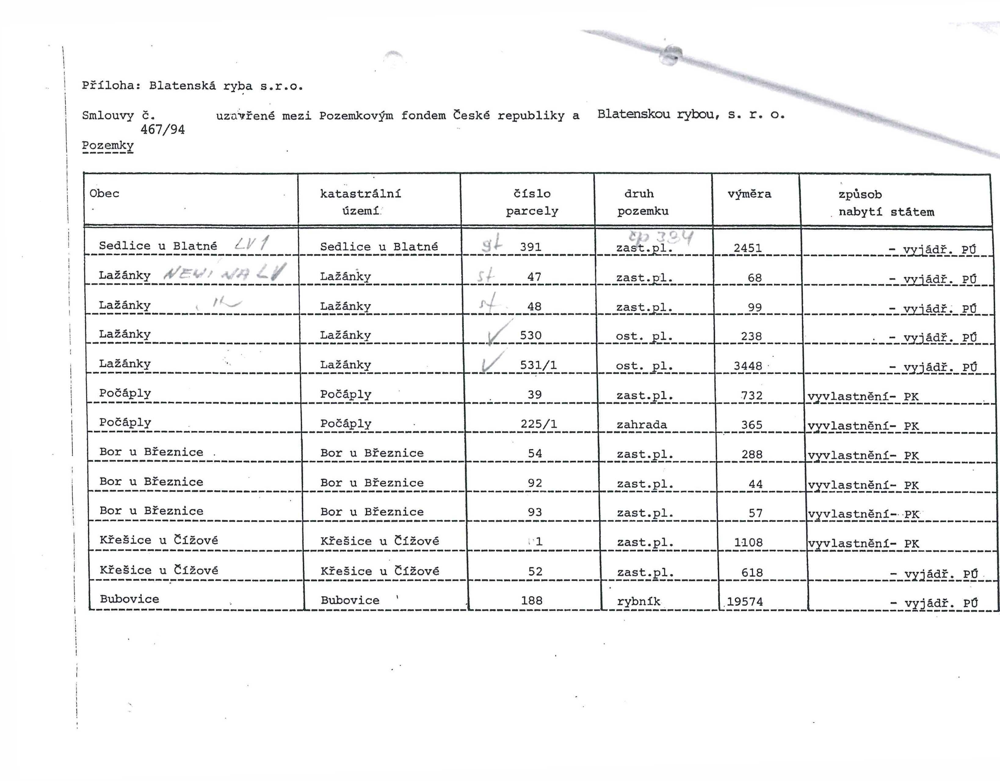 Příloha: Blatenská ryba s.r.o.
Smlouvy č. uzavřené mezi Pozemkovým fondem České republiky a Blatenskou rybou, s. r. o.
467/94
Pozemky
Obec katastrální území číslo parcely druh pozemku výměra způsob nabytí státem
Sedlice u Blatné LV1 Sedlice u Blatné st 391 zast.pl. čp 334 2451 - vyjádř. PÚ
Lažánky NENÍ NA LV Lažánky st 47 zast.pl. 68 - vyjádř. PÚ
Lažánky Lažánky st. 48 zast.pl. 99 - vyjádř. PÚ
Lažánky Lažánky ✓ 530 ost. pl. 238 - vyjádř. PÚ
Lažánky Lažánky ✓ 531/1 ost. pl. 3448 - vyjádř. PÚ
Počáply Počáply 39 zast.pl. 732 vyvlastnění- PK
Počáply Počáply 225/1 zahrada 365 vyvlastnění- PK
Bor u Březnice Bor u Březnice 54 zast.pl. 288 vyvlastnění- PK
Bor u Březnice Bor u Březnice 92 zast.pl. 44 vyvlastnění- PK
Bor u Březnice Bor u Březnice 93 zast.pl. 57 vyvlastnění- PK
Křešice u Čížové Křešice u Čížové 1 zast.pl. 1108 vyvlastnění- PK
Křešice u Čížové Křešice u Čížové 52 zast.pl. 618 - vyjádř. PÚ
Bubovice Bubovice 188 rybník 19574 - vyjádř. PÚ